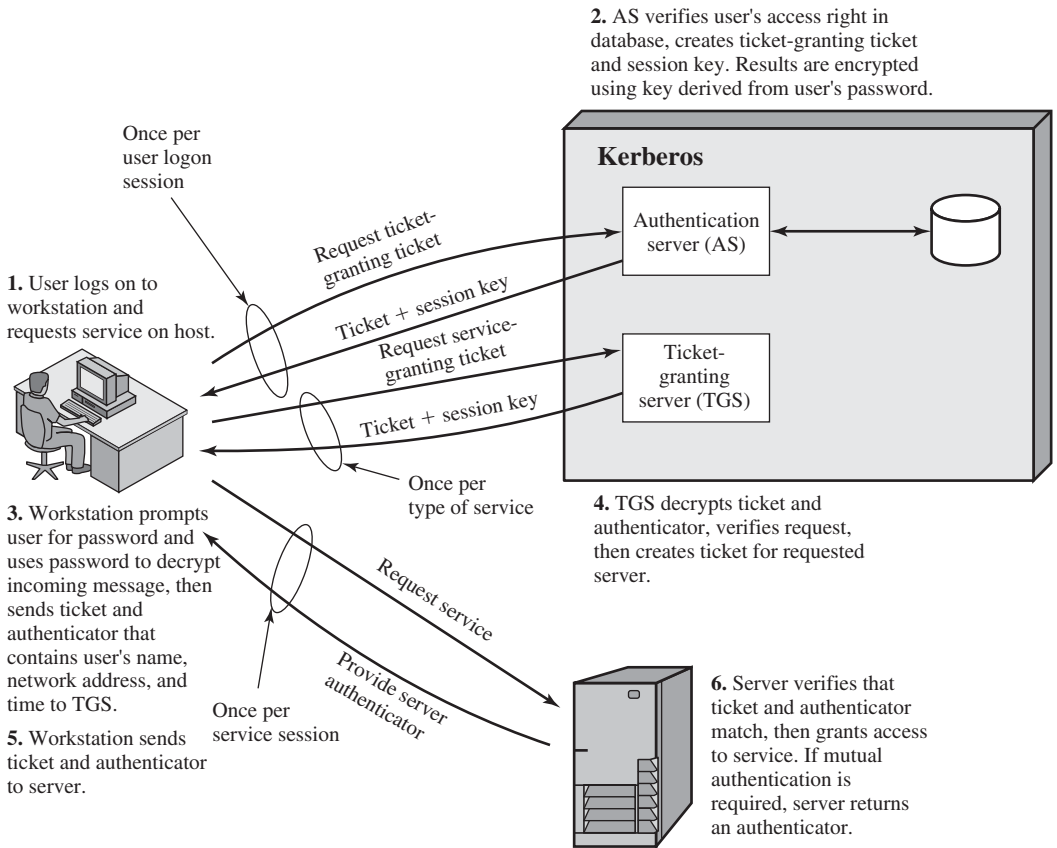 2. AS verifies user's access right in
database, creates ticket-granting ticket
and session key. Results are encrypted
using key derived from user's password.
Once per
user logon
session
Kerberos
Authentication
server (AS)
Request ticket-
granting ticket
1. User logs on to
workstation and
requests service on host.
Ticket + session key
Request service-
granting ticket
Ticket-
granting
server (TGS)
Ticket + session key
Once per
type of service
4. TGS decrypts ticket and
authenticator, verifies request,
then creates ticket for requested
server.
3. Workstation prompts
user for password and
uses password to decrypt
incoming message, then
sends ticket and
authenticator that
contains user's name,
network address, and
time to TGS.
Request service
Provide server
authenticator
Once per
service session
5. Workstation sends
ticket and authenticator
to server.
6. Server verifies that
ticket and authenticator
match, then grants access
to service. If mutual
authentication is
required, server returns
an authenticator.